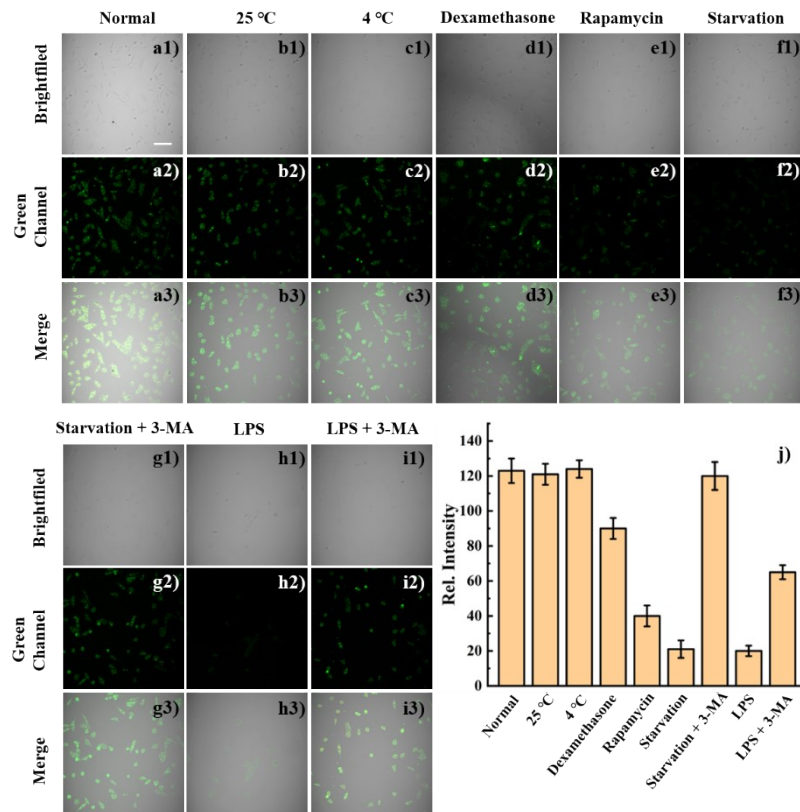 Normal 25 ℃ 4 ℃ Dexamethasone Rapamycin Starvation
Brightfiled
a1) b1) c1) d1) e1) f1)
Green
Channel
a2) b2) c2) d2) e2) f2)
Merge
a3) b3) c3) d3) e3) f3)
Starvation + 3-MA LPS LPS + 3-MA
Brightfiled
g1) h1) i1)
Green
Channel
g2) h2) i2)
Merge
g3) h3) i3)
j)
Rel. Intensity
140
120
100
80
60
40
20
0
Normal
25 ℃
4 ℃
Dexamethasone
Rapamycin
Starvation
Starvation + 3-MA
LPS
LPS + 3-MA